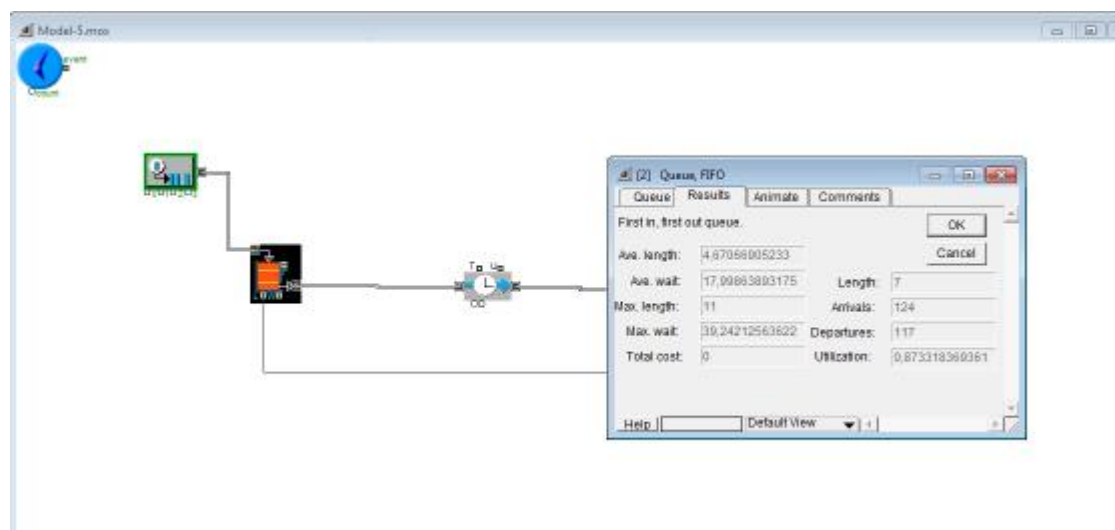 Model-5.mox
event
[2] Queue, FIFO
Queue Results Animate Comments
First in, first out queue.
OK
Cancel
Ave. length: 4,67066905233
Ave. wait: 17,99863893175 Length: 7
Max. length: 11 Arrivals: 124
Max. wait: 39,24212563622 Departures: 117
Total cost: 0 Utilization: 0,873318369361
Help Default View